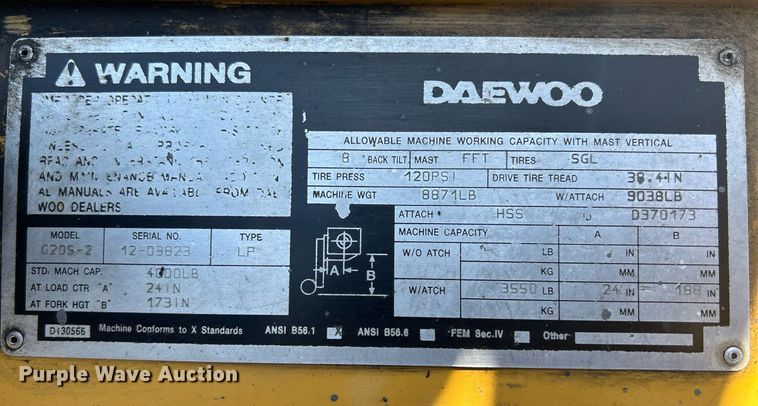 WARNING
READ AND
AND MAINTENANCE MANUAL
AL MANUALS ARE AVAILABLE FROM DAE
WOO DEALERS
MODEL SERIAL NO. TYPE
G20S-2 12-03823 LP
STD: MACH CAP. 4000LB
AT LOAD CTR "A" 24IN
AT FORK HGT "B" 173IN
DAEWOO
ALLOWABLE MACHINE WORKING CAPACITY WITH MAST VERTICAL
8 ° BACK TILT MAST FFT TIRES SGL
TIRE PRESS 120PSI DRIVE TIRE TREAD 38.4IN
MACHINE WGT 8871LB W/ATTACH 9038LB
ATTACH HSS ID D370173
MACHINE CAPACITY A B
W/O ATCH LB IN IN
KG MM MM
W/ATCH 3550 LB 24 IN 188 IN
KG MM MM
A B
D130566 Machine Conforms to X Standards ANSI B56.1 X ANSI B56.6 FEM Sec.IV Other
Purple Wave Auction